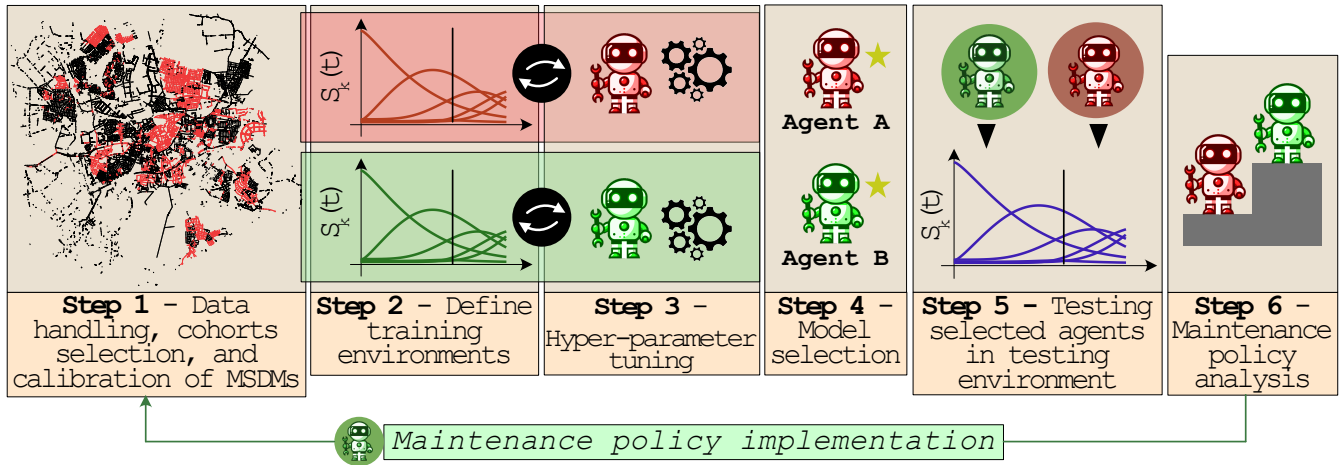 S_k(t)
S_k(t)
Agent A
Agent B
S_k(t)
Step 1 - Data
handling, cohorts
selection, and
calibration of MSDMs
Step 2 - Define
training
environments
Step 3 -
Hyper-parameter
tuning
Step 4 -
Model
selection
Step 5 - Testing
selected agents
in testing
environment
Step 6 -
Maintenance
policy
analysis
Maintenance policy implementation